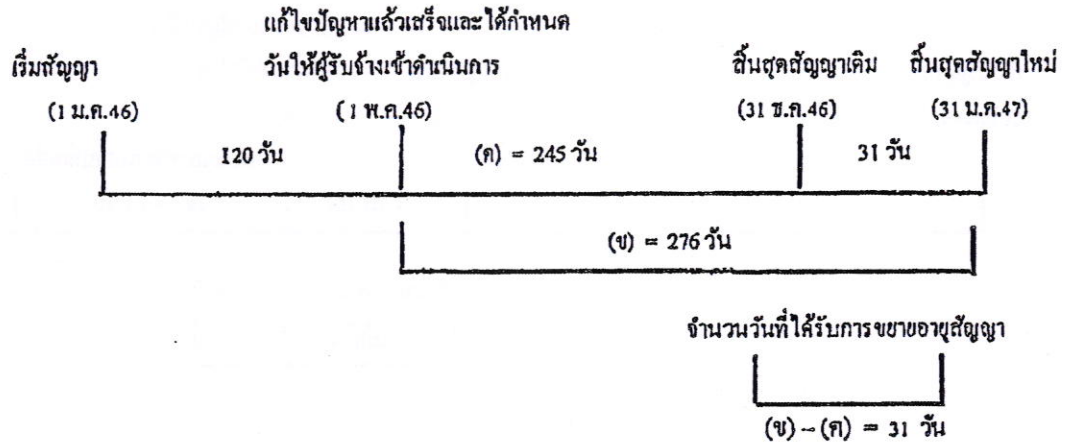 แก้ไขปัญหาแล้วเสร็จและได้กำหนด
เริ่มสัญญา วันให้ผู้รับจ้างเข้าดำเนินการ สิ้นสุดสัญญาเดิม สิ้นสุดสัญญาใหม่
(1 ม.ค.46) (1 พ.ค.46) (31 ธ.ค.46) (31 ม.ค.47)
120 วัน (ค) = 245 วัน 31 วัน
(ข) = 276 วัน
จำนวนวันที่ได้รับการขยายอายุสัญญา
(ข) – (ค) = 31 วัน